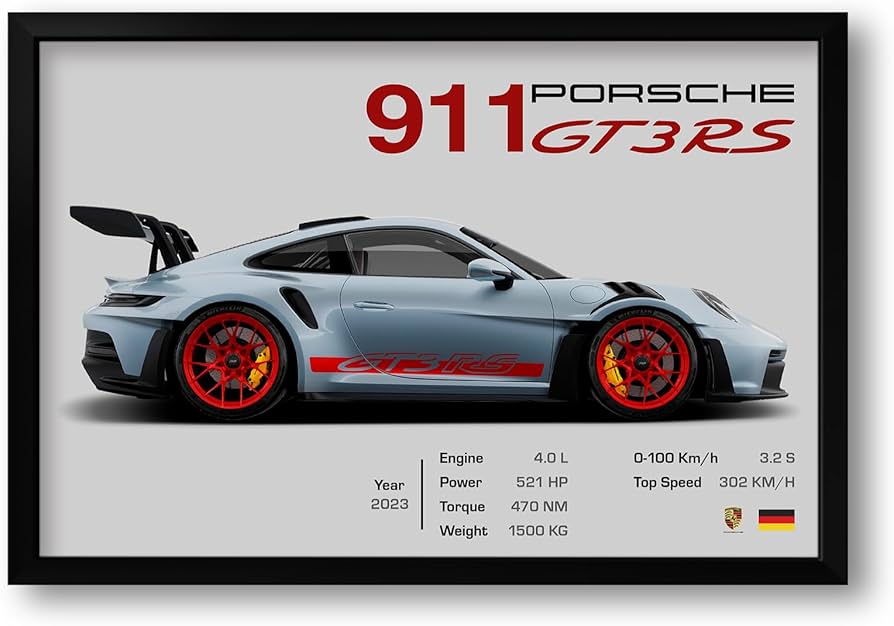 911 PORSCHE
GT3RS
GT3RS
Year
2023
Engine 4.0 L
Power 521 HP
Torque 470 NM
Weight 1500 KG
0-100 Km/h 3.2 S
Top Speed 302 KM/H